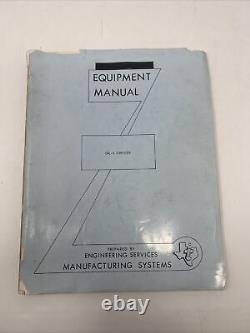 EQUIPMENT
MANUAL
PREPARED BY
ENGINEERING SERVICES
MANUFACTURING SYSTEMS